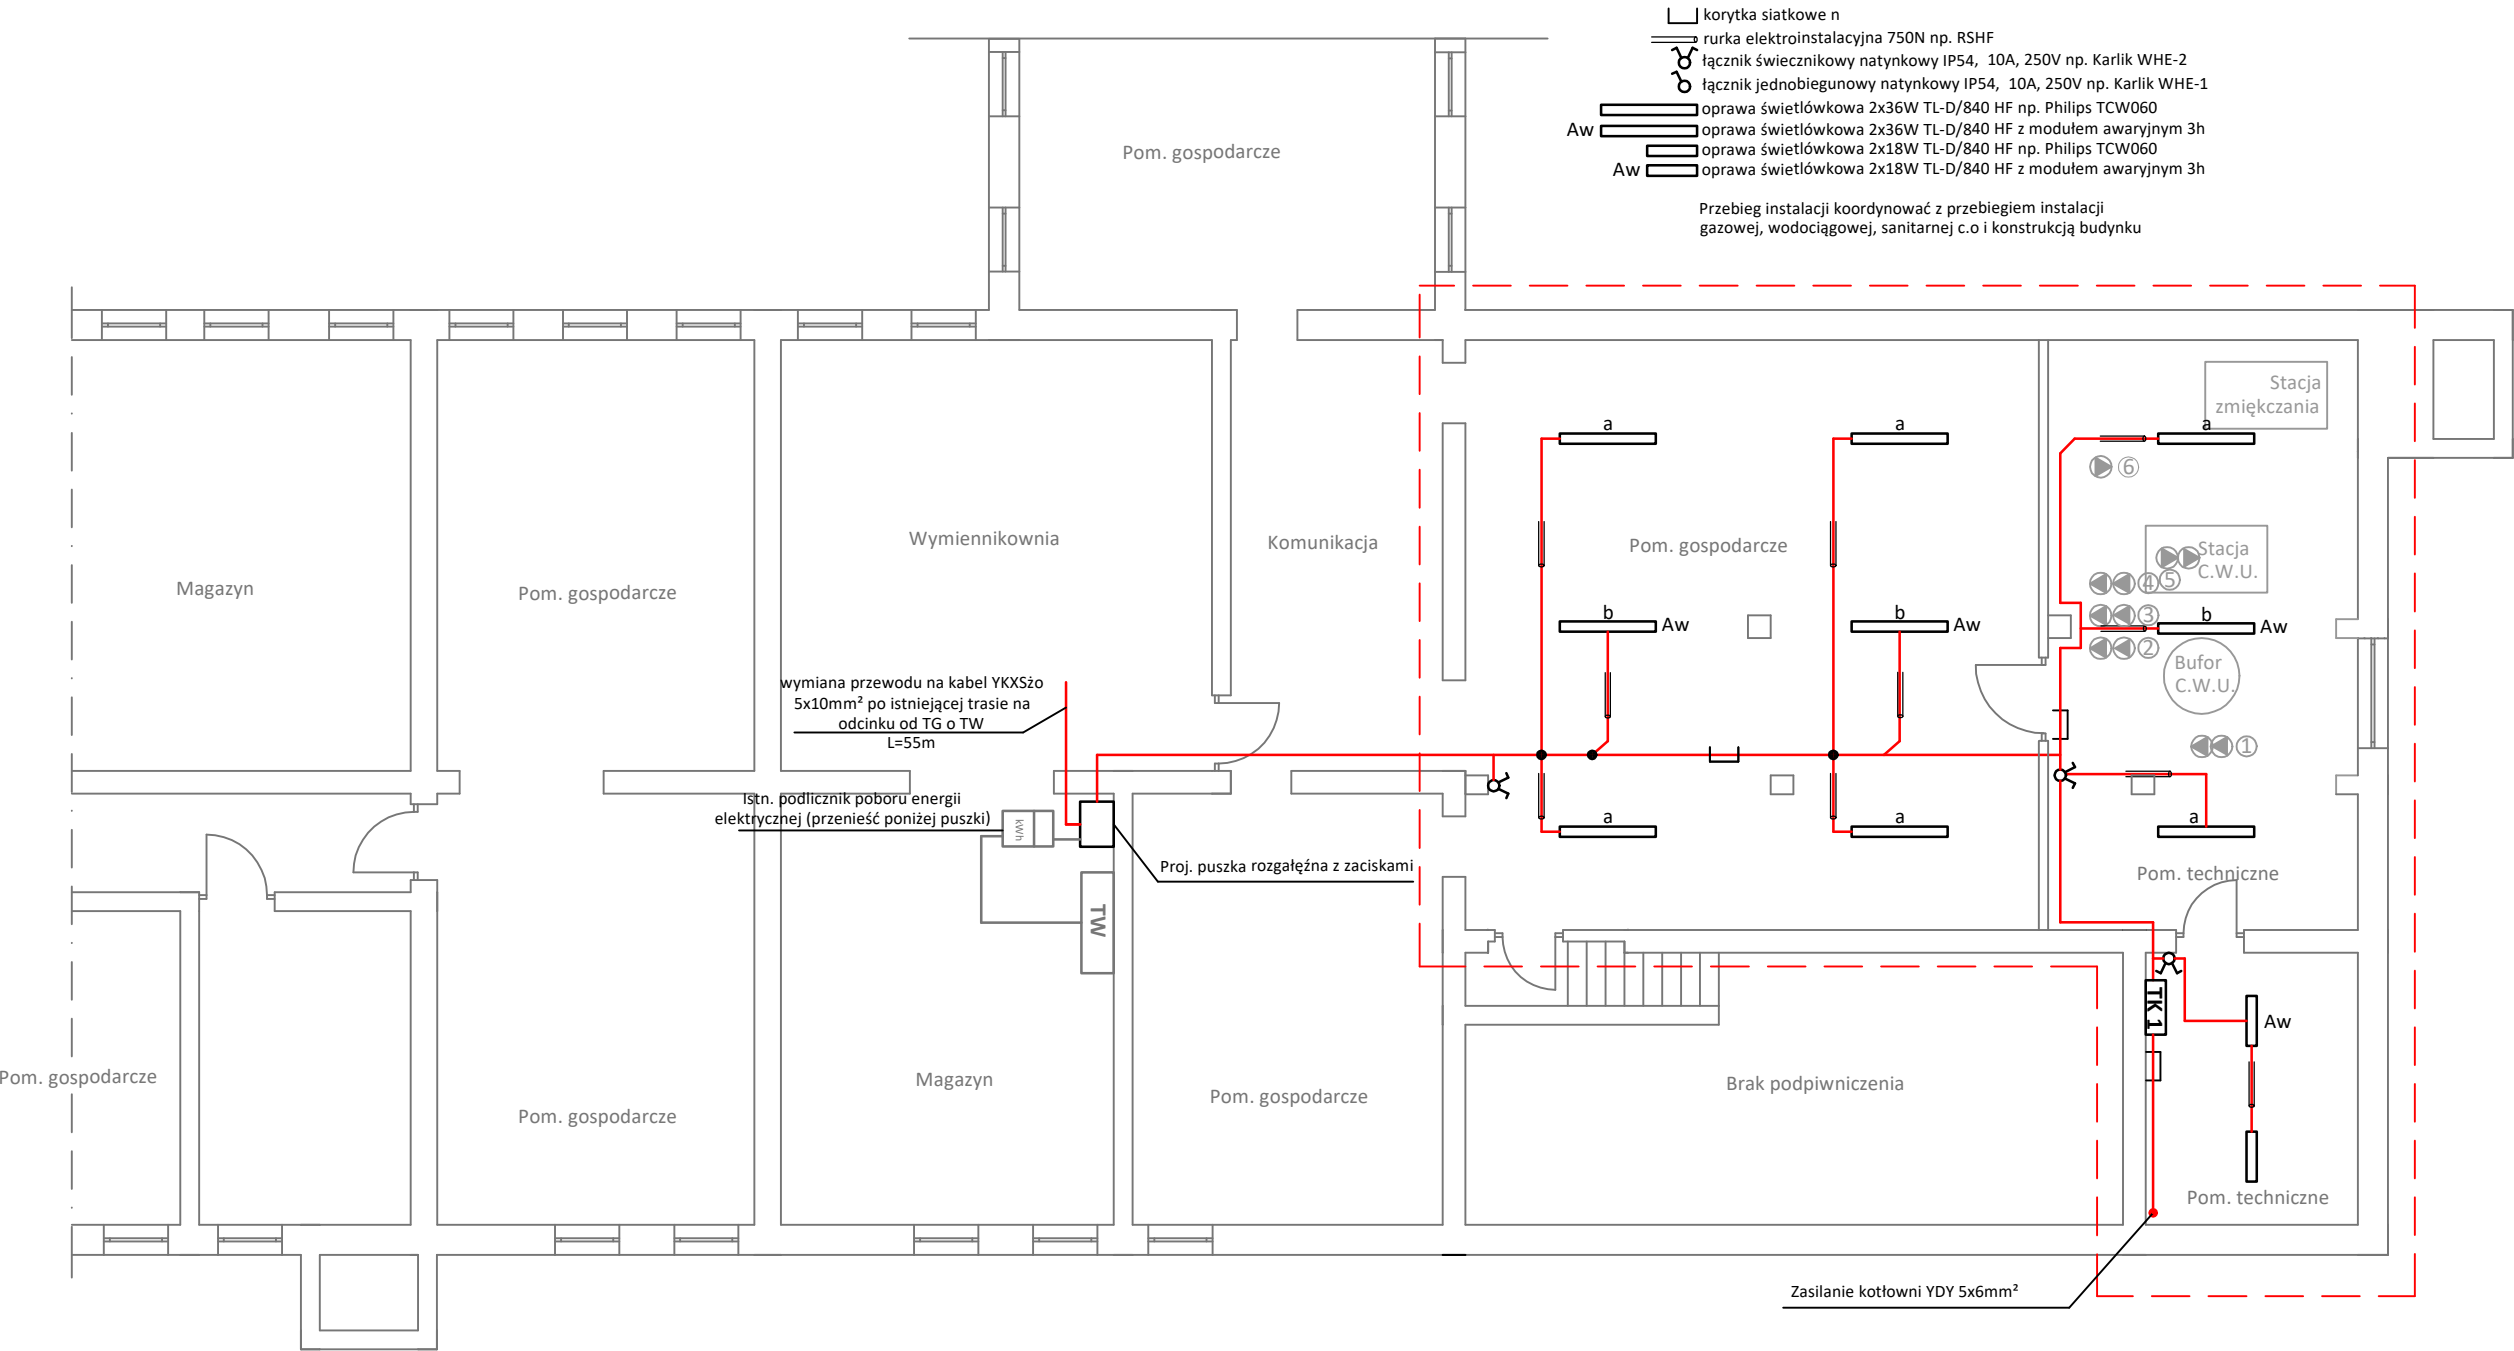 korytka siatkowe n
rurka elektroinstalacyjna 750N np. RSHF
łącznik świecznikowy natynkowy IP54, 10A, 250V np. Karlik WHE-2
łącznik jednobiegunowy natynkowy IP54, 10A, 250V np. Karlik WHE-1
oprawa świetlówkowa 2x36W TL-D/840 HF np. Philips TCW060
Aw oprawa świetlówkowa 2x36W TL-D/840 HF z modułem awaryjnym 3h
oprawa świetlówkowa 2x18W TL-D/840 HF np. Philips TCW060
Aw oprawa świetlówkowa 2x18W TL-D/840 HF z modułem awaryjnym 3h
Przebieg instalacji koordynować z przebiegiem instalacji
gazowej, wodociągowej, sanitarnej c.o i konstrukcją budynku
Pom. gospodarcze
Stacja
zmiękczania
a
a
a
6
Magazyn
Pom. gospodarcze
Wymiennikownia
Komunikacja
Pom. gospodarcze
Stacja
C.W.U.
4
5
3
2
b
Aw
b
Aw
b
Aw
Bufor
C.W.U.
1
wymiana przewodu na kabel YKXSżo
5x10mm² po istniejącej trasie na
odcinku od TG o TW
L=55m
Istn. podlicznik poboru energii
elektrycznej (przenieść poniżej puszki)
kWh
a
a
a
Proj. puszka rozgałęźna z zaciskami
Pom. techniczne
TW
TK 1
Aw
Pom. gospodarcze
Pom. gospodarcze
Magazyn
Pom. gospodarcze
Brak podpiwniczenia
Pom. techniczne
Zasilanie kotłowni YDY 5x6mm²